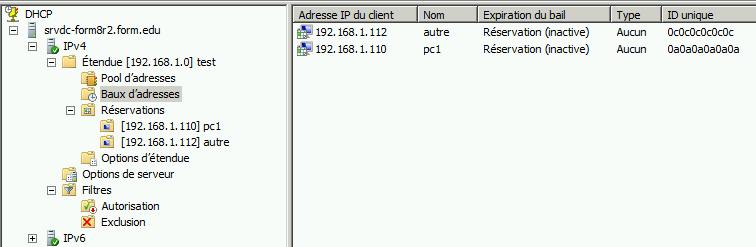 DHCP
srvdc-form8r2.form.edu
IPv4
Étendue [192.168.1.0] test
Pool d'adresses
Baux d'adresses
Réservations
[192.168.1.110] pc1
[192.168.1.112] autre
Options d'étendue
Options de serveur
Filtres
Autorisation
Exclusion
IPv6
Adresse IP du client Nom Expiration du bail Type ID unique
192.168.1.112 autre Réservation (inactive) Aucun 0c0c0c0c0c0c
192.168.1.110 pc1 Réservation (inactive) Aucun 0a0a0a0a0a0a